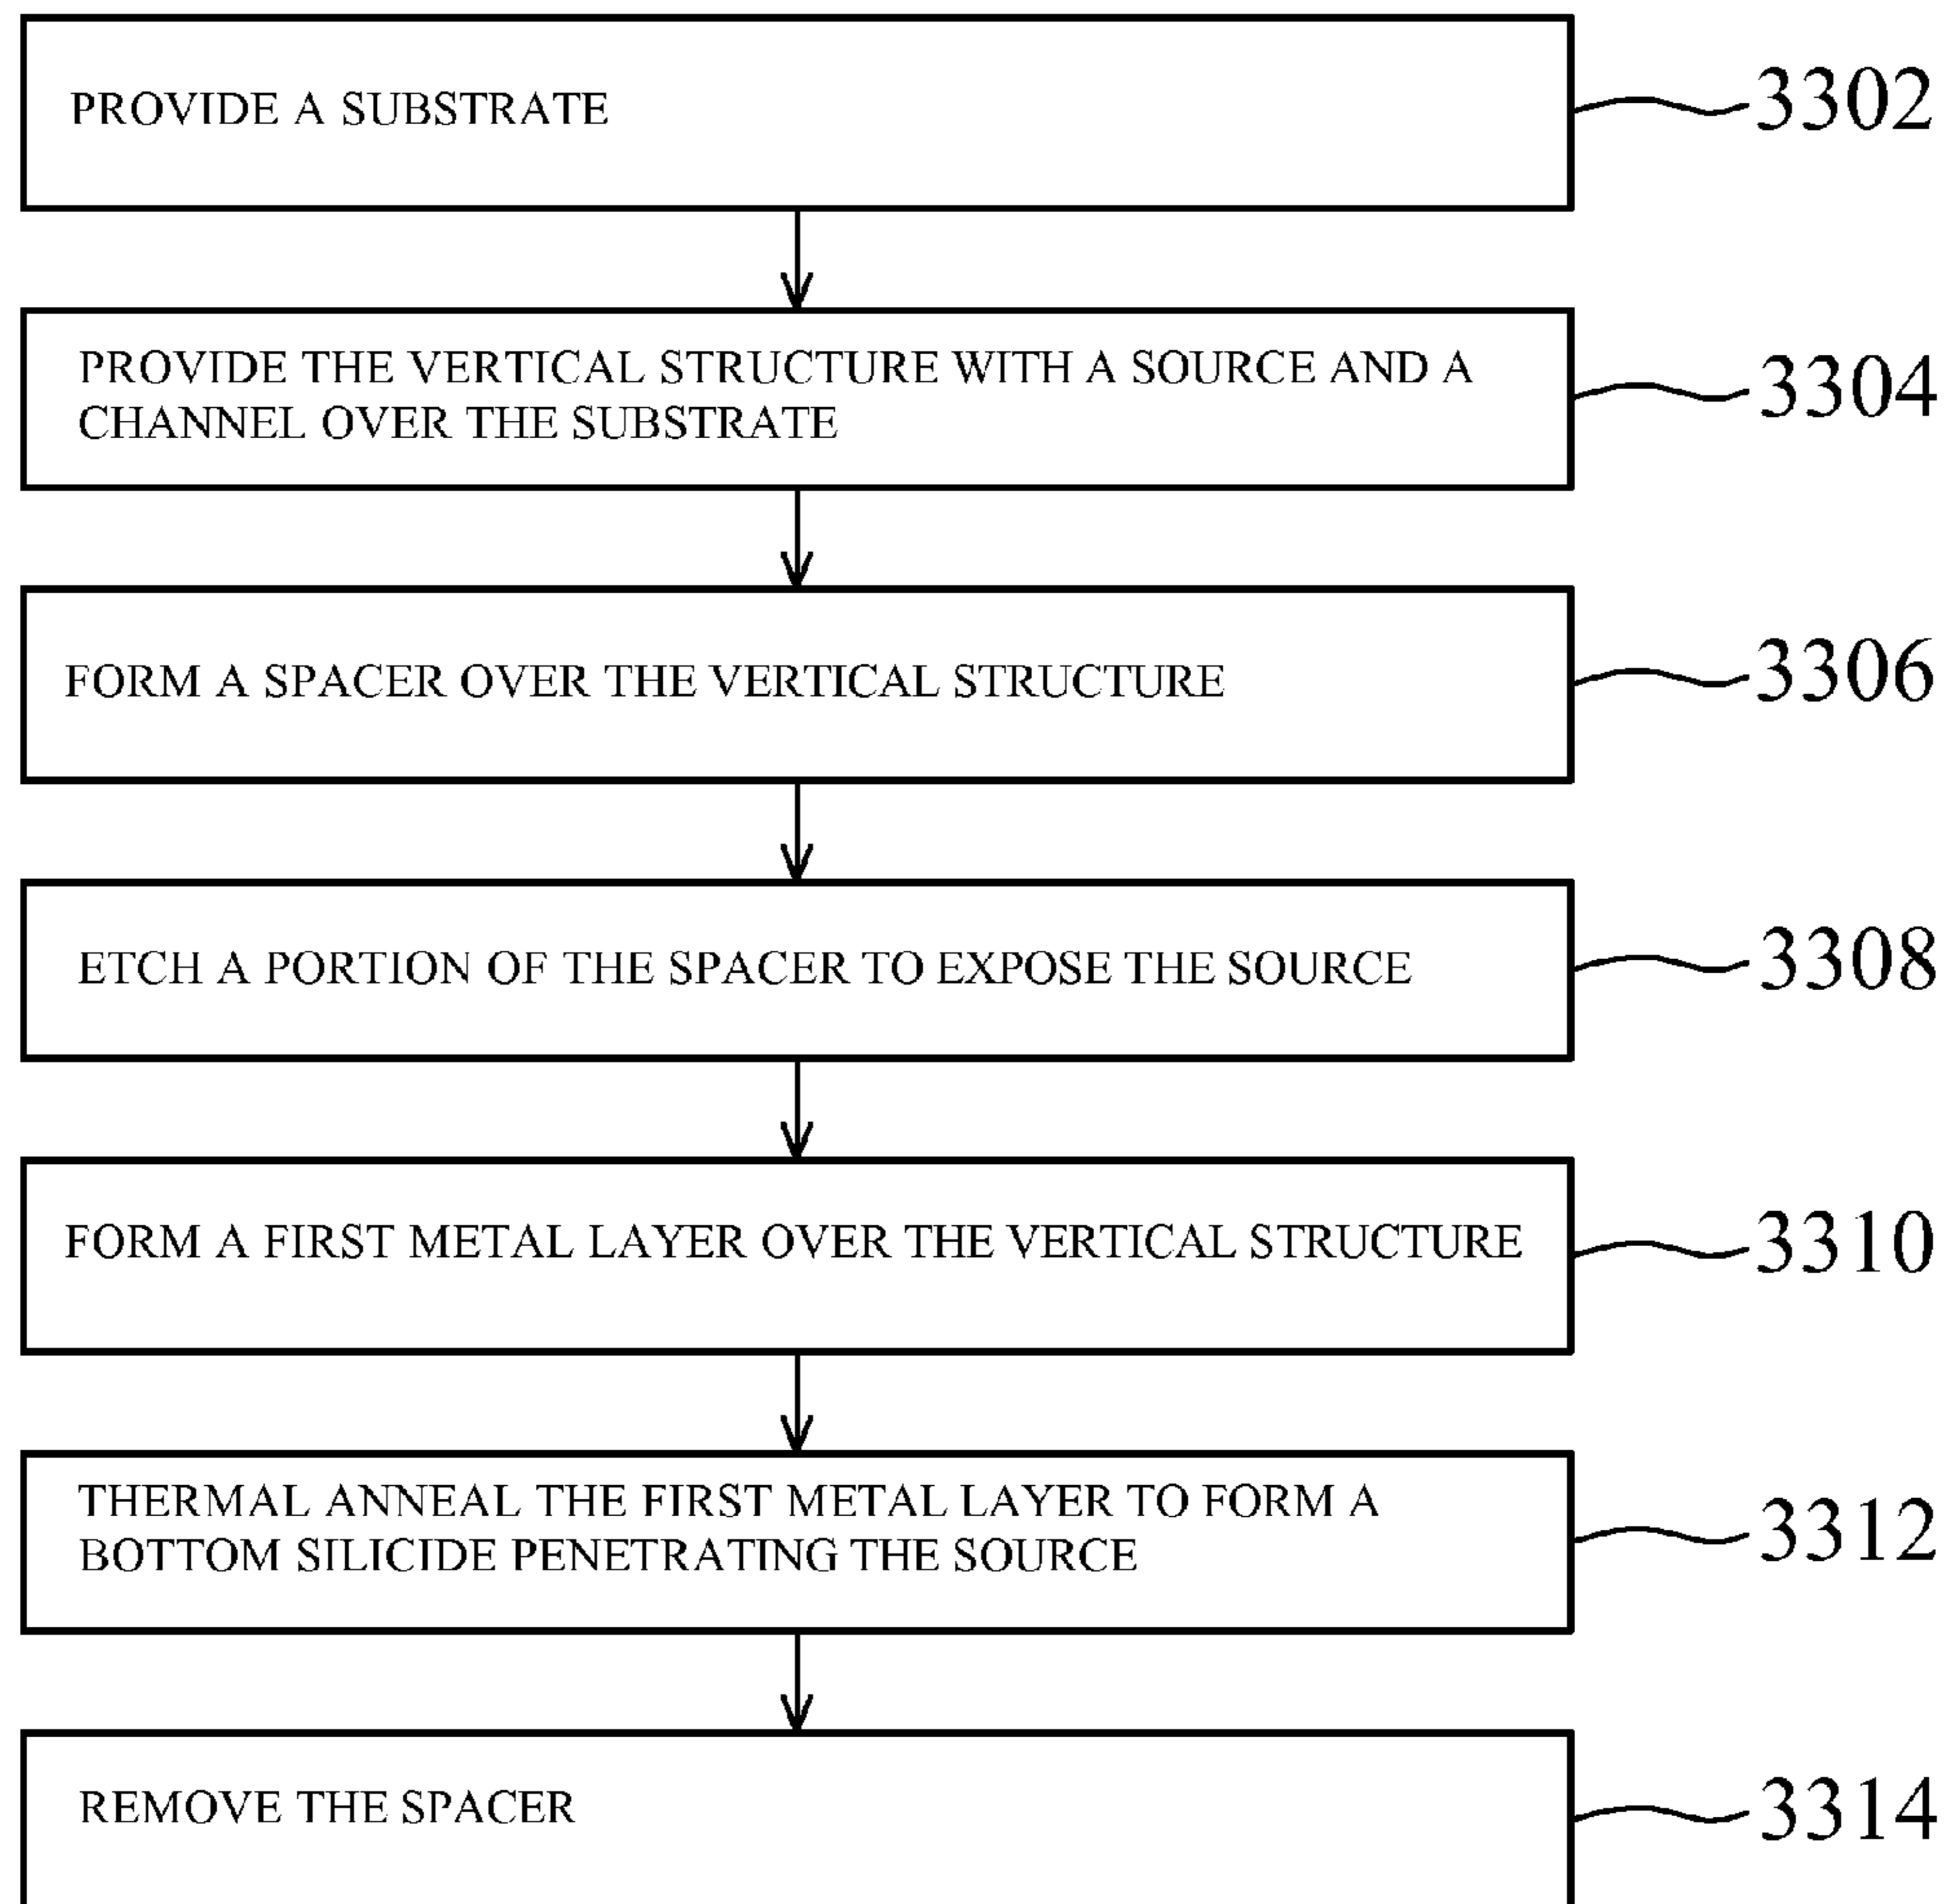 PROVIDE A SUBSTRATE
3302
PROVIDE THE VERTICAL STRUCTURE WITH A SOURCE AND A
CHANNEL OVER THE SUBSTRATE
3304
FORM A SPACER OVER THE VERTICAL STRUCTURE
3306
ETCH A PORTION OF THE SPACER TO EXPOSE THE SOURCE
3308
FORM A FIRST METAL LAYER OVER THE VERTICAL STRUCTURE
3310
THERMAL ANNEAL THE FIRST METAL LAYER TO FORM A
BOTTOM SILICIDE PENETRATING THE SOURCE
3312
REMOVE THE SPACER
3314